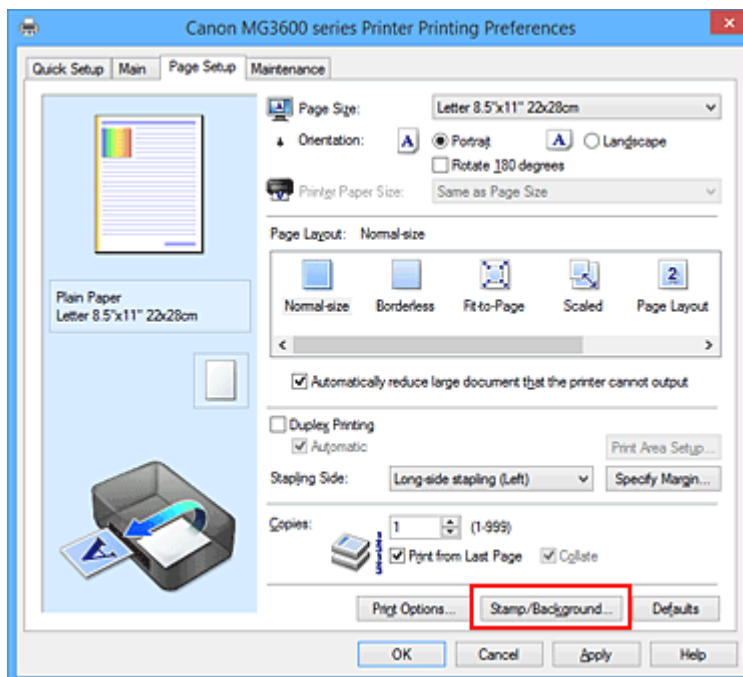 Canon MG3600 series Printer Printing Preferences
Quick Setup Main Page Setup Maintenance
Page Size: Letter 8.5"x11" 22x28cm
Orientation: A Portrait A Landscape
Rotate 180 degrees
Printer Paper Size: Same as Page Size
Page Layout: Normal-size
2
Normal-size Borderless Fit-to-Page Scaled Page Layout
Plain Paper
Letter 8.5"x11" 22x28cm
Automatically reduce large document that the printer cannot output
Duplex Printing
Automatic Print Area Setup...
Stapling Side: Long-side stapling (Left) Specify Margin...
Copies: 1 (1-999)
Print from Last Page Collate
A
Print Options... Stamp/Background... Defaults
OK Cancel Apply Help